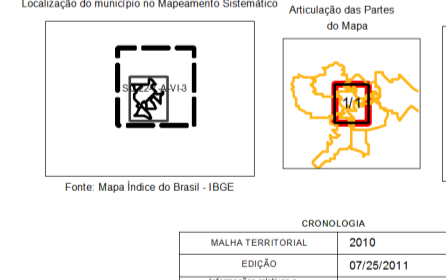 Localização do município no Mapeamento Sistemático
Articulação das Partes
do Mapa
1/1
Fonte: Mapa Índice do Brasil - IBGE
CRONOLOGIA
MALHA TERRITORIAL 2010
EDIÇÃO 07/25/2011